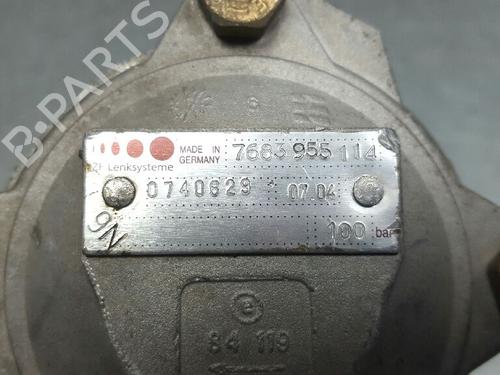 B-PARTS
MADE IN GERMANY 7683 955 114
ZF Lenksysteme
0740629 07.04
N6
100 bar
84 119